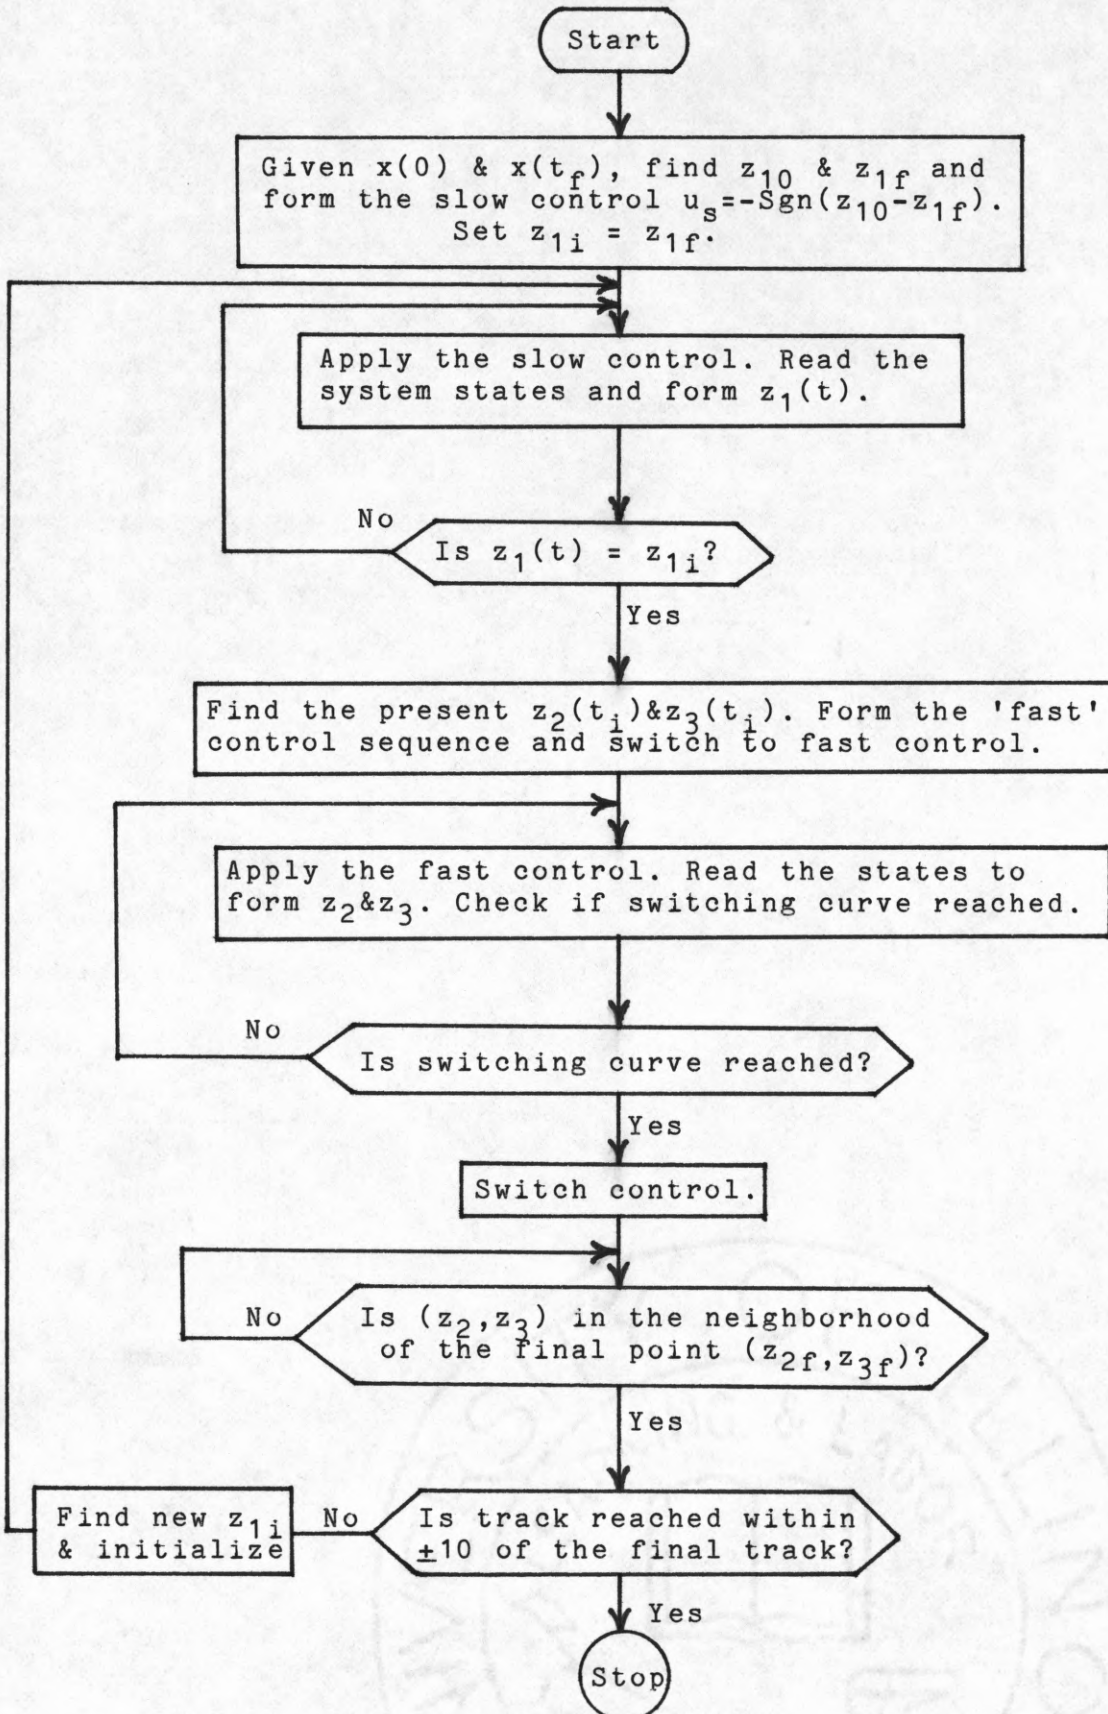 Start
Given x(0) & x(t_f), find z_10 & z_1f and
form the slow control u_s=-Sgn(z_10-z_1f).
Set z_1i = z_1f.
Apply the slow control. Read the
system states and form z_1(t).
No
Is z_1(t) = z_1i?
Yes
Find the present z_2(t_i)&z_3(t_i). Form the 'fast'
control sequence and switch to fast control.
Apply the fast control. Read the states to
form z_2&z_3. Check if switching curve reached.
No
Is switching curve reached?
Yes
Switch control.
No
Is (z_2,z_3) in the neighborhood
of the final point (z_2f,z_3f)?
Yes
Find new z_1i
& initialize
No
Is track reached within
±10 of the final track?
Yes
Stop